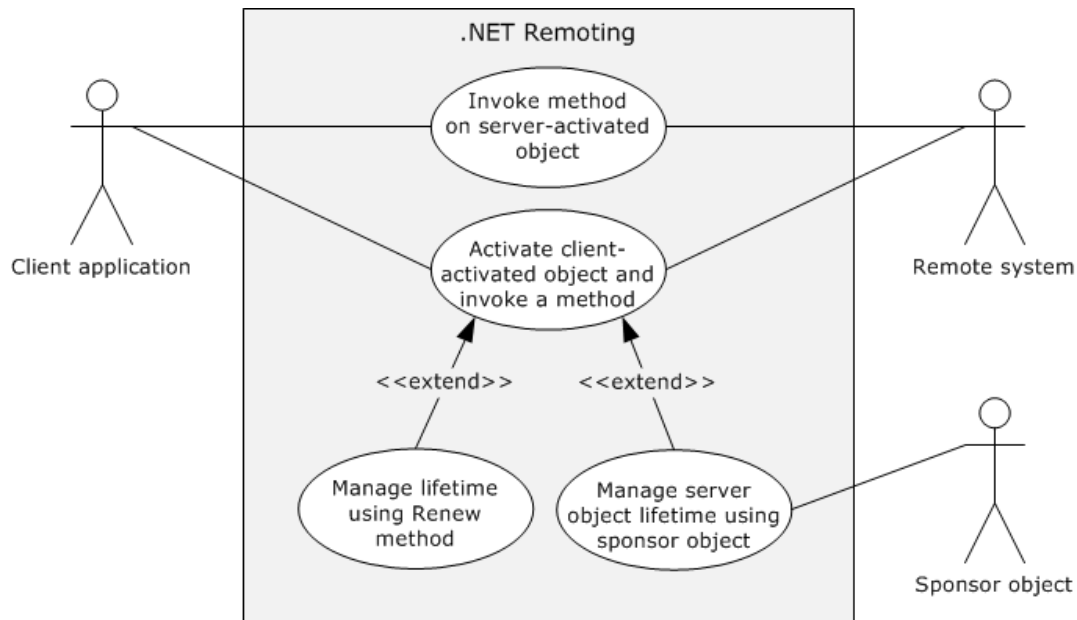 .NET Remoting
Invoke method
on server-activated
object
Client application
Remote system
Activate client-
activated object and
invoke a method
<<extend>>
<<extend>>
Manage lifetime
using Renew
method
Manage server
object lifetime using
sponsor object
Sponsor object